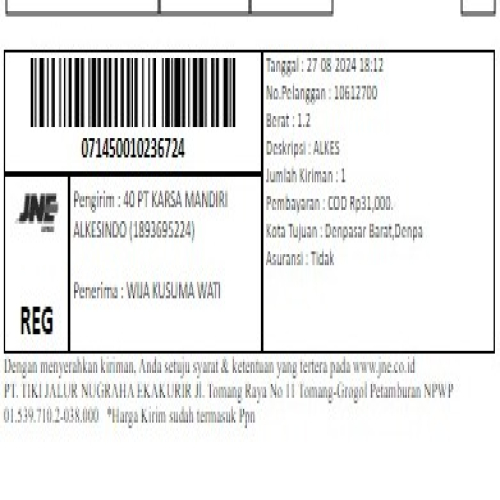 071450010236724
JNE
REG
Pengirim : 40 PT KARSA MANDIRI
ALKESINDO (1893695224)
Penerima : WIJA KUSUMA WATI
Tanggal : 27 08 2024 18:12
No.Pelanggan : 10612700
Berat : 1.2
Deskripsi : ALKES
Jumlah Kiriman : 1
Pembayaran : COD Rp31,000.
Kota Tujuan : Denpasar Barat,Denpa
Asuransi : Tidak
Dengan menyerahkan kiriman, Anda setuju syarat & ketentuan yang tertera pada www.jne.co.id
PT. TIKI JALUR NUGRAHA EKAKURIR Jl. Tomang Raya No 11 Tomang-Grogol Petamburan NPWP
01.539.710.2-038.000 *Harga Kirim sudah termasuk Ppn